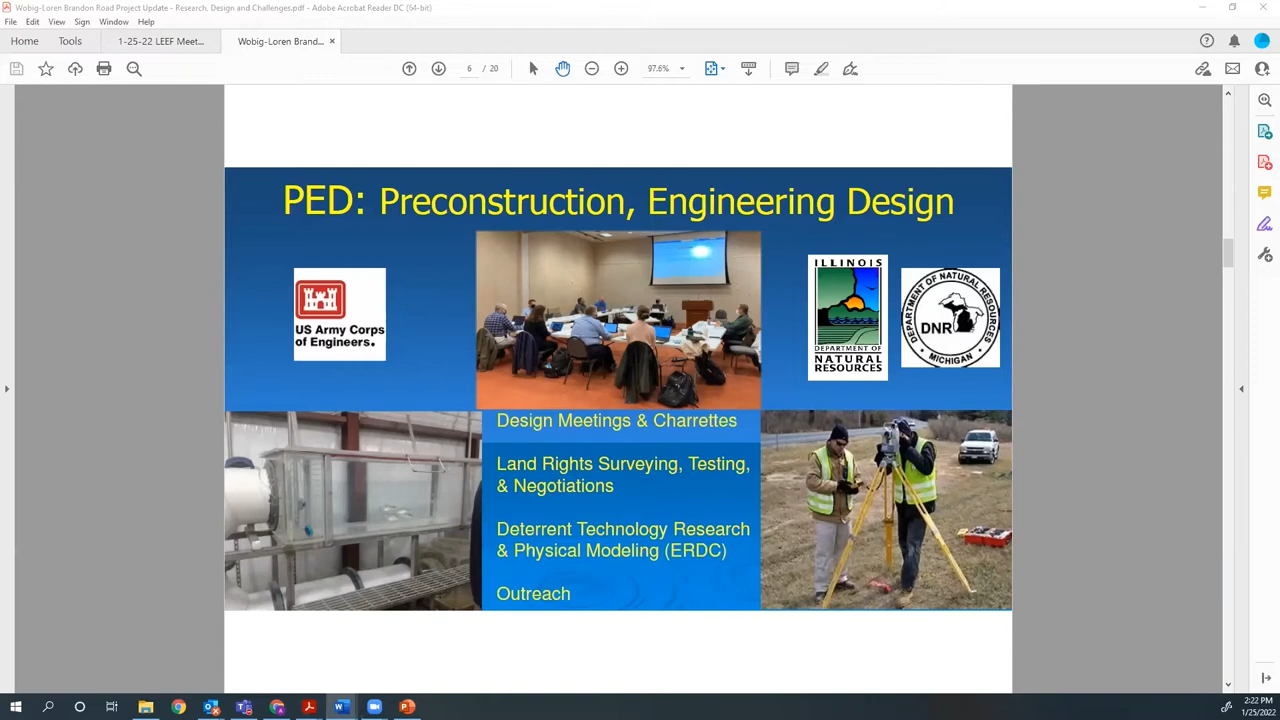 Wobig-Loren Brandon Road Project Update - Research, Design and Challenges.pdf - Adobe Acrobat Reader DC (64-bit)
File Edit View Sign Window Help
Home Tools 1-25-22 LEEF Meet... Wobig-Loren Brand... ×
6 / 20 97.6%
PED: Preconstruction, Engineering Design
US Army Corps
of Engineers.
ILLINOIS
DEPARTMENT OF
NATURAL
RESOURCES
DEPARTMENT OF NATURAL RESOURCES
DNR
MICHIGAN
Design Meetings & Charrettes
Land Rights Surveying, Testing,
& Negotiations
Deterrent Technology Research
& Physical Modeling (ERDC)
Outreach
2:22 PM
1/25/2022